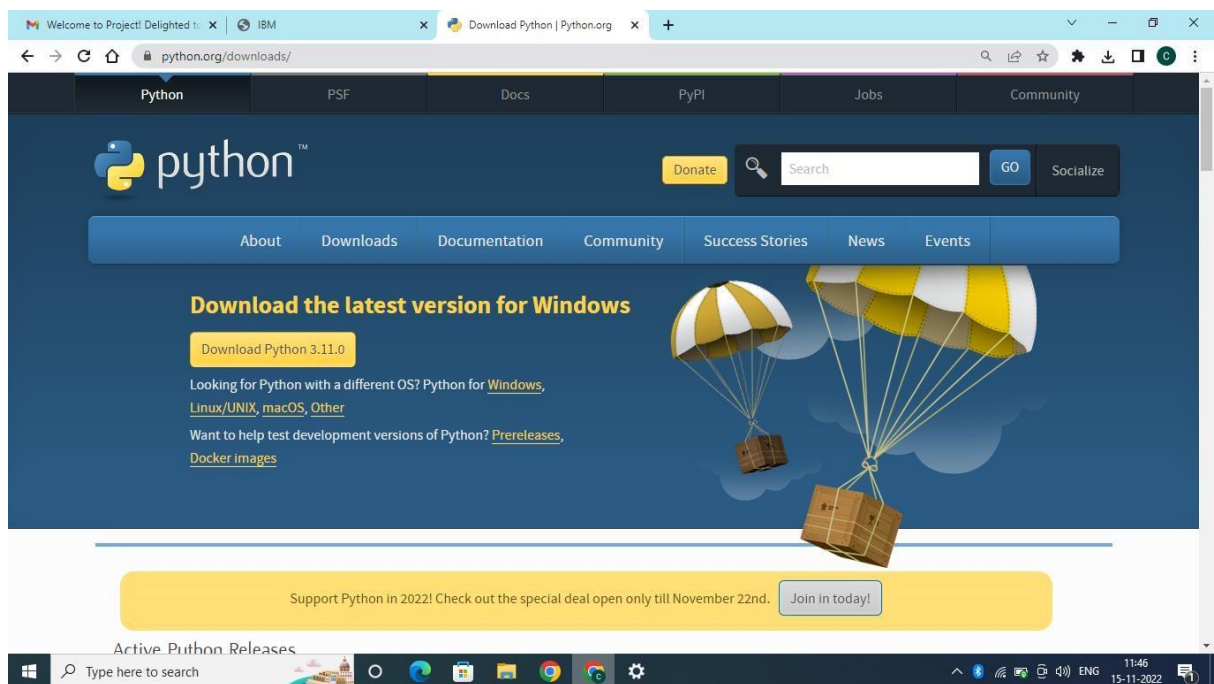 Welcome to Project! Delighted to
IBM
Download Python | Python.org
python.org/downloads/
C
Python
PSF
Docs
PyPI
Jobs
Community
python™
Donate
Search
GO
Socialize
About
Downloads
Documentation
Community
Success Stories
News
Events
Download the latest version for Windows
Download Python 3.11.0
Looking for Python with a different OS? Python for Windows,
Linux/UNIX, macOS, Other
Want to help test development versions of Python? Prereleases,
Docker images
Support Python in 2022! Check out the special deal open only till November 22nd.
Join in today!
Active Python Releases
Type here to search
ENG
11:46
15-11-2022